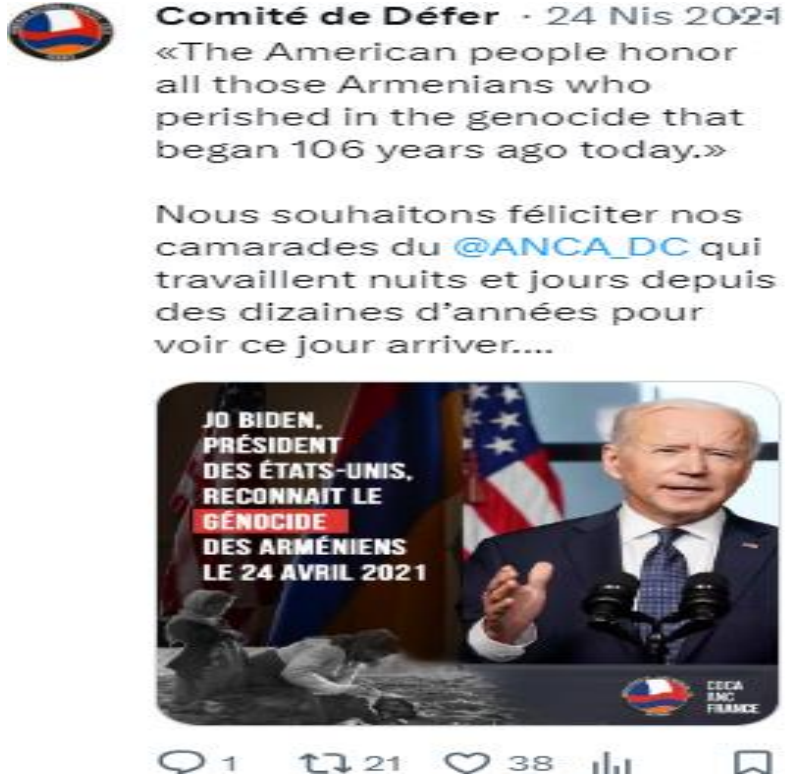 Comité de Défer · 24 Nis 2021
«The American people honor
all those Armenians who
perished in the genocide that
began 106 years ago today.»
Nous souhaitons féliciter nos
camarades du @ANCA_DC qui
travaillent nuits et jours depuis
des dizaines d'années pour
voir ce jour arriver....
JO BIDEN,
PRÉSIDENT
DES ÉTATS-UNIS,
RECONNAIT LE
GÉNOCIDE
DES ARMÉNIENS
LE 24 AVRIL 2021
CDCA
ANC
FRANCE
1 21 38